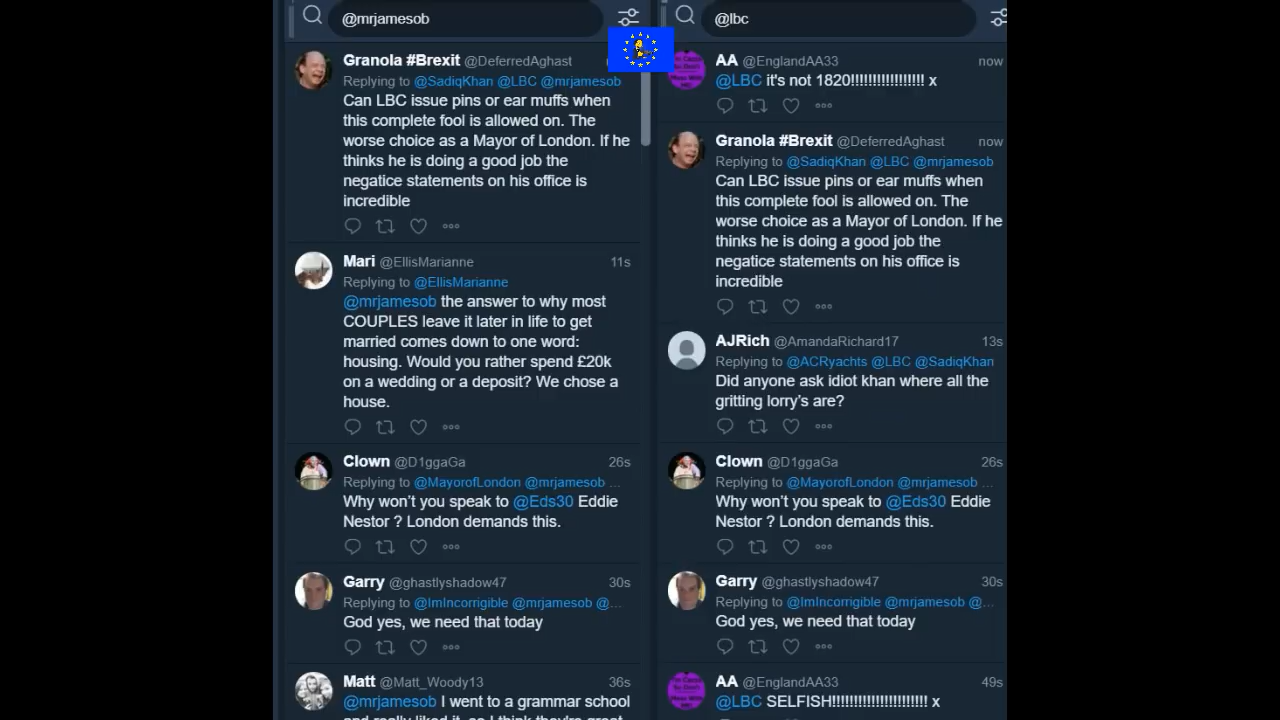 @mrjamesob
Granola #Brexit @DeferredAghast
Replying to @SadiqKhan @LBC @mrjamesob
Can LBC issue pins or ear muffs when
this complete fool is allowed on. The
worse choice as a Mayor of London. If he
thinks he is doing a good job the
negatice statements on his office is
incredible
Mari @EllisMarianne 11s
Replying to @EllisMarianne
@mrjamesob the answer to why most
COUPLES leave it later in life to get
married comes down to one word:
housing. Would you rather spend £20k
on a wedding or a deposit? We chose a
house.
Clown @D1ggaGa 26s
Replying to @MayorofLondon @mrjamesob ...
Why won't you speak to @Eds30 Eddie
Nestor ? London demands this.
Garry @ghastlyshadow47 30s
Replying to @ImIncorrigible @mrjamesob @...
God yes, we need that today
Matt @Matt_Woody13 36s
@mrjamesob I went to a grammar school
and really liked it, so I think they're great
@lbc
AA @EnglandAA33 now
@LBC it's not 1820!!!!!!!!!!!!!!!!! x
Granola #Brexit @DeferredAghast now
Replying to @SadiqKhan @LBC @mrjamesob
Can LBC issue pins or ear muffs when
this complete fool is allowed on. The
worse choice as a Mayor of London. If he
thinks he is doing a good job the
negatice statements on his office is
incredible
AJRich @AmandaRichard17 13s
Replying to @ACRyachts @LBC @SadiqKhan
Did anyone ask idiot khan where all the
gritting lorry's are?
Clown @D1ggaGa 26s
Replying to @MayorofLondon @mrjamesob ...
Why won't you speak to @Eds30 Eddie
Nestor ? London demands this.
Garry @ghastlyshadow47 30s
Replying to @ImIncorrigible @mrjamesob @...
God yes, we need that today
AA @EnglandAA33 49s
@LBC SELFISH!!!!!!!!!!!!!!!!!!!!!!! x